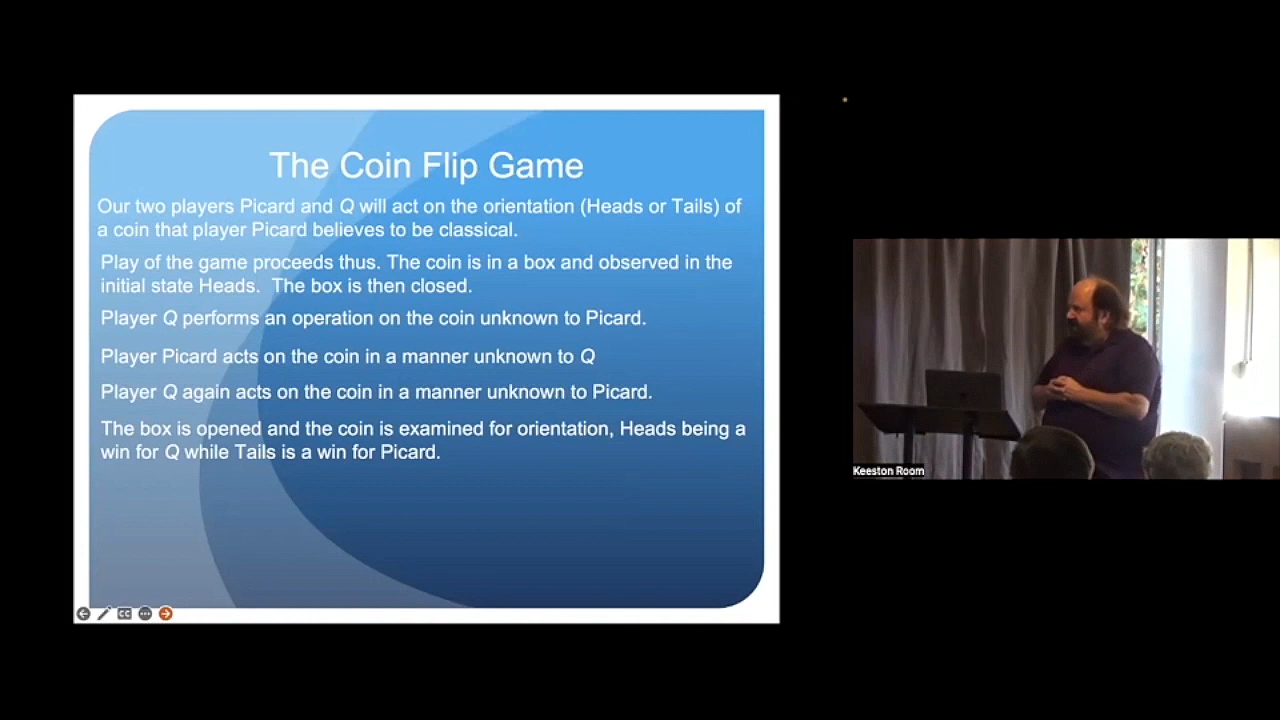 The Coin Flip Game
Our two players Picard and Q will act on the orientation (Heads or Tails) of
a coin that player Picard believes to be classical.
Play of the game proceeds thus. The coin is in a box and observed in the
initial state Heads.  The box is then closed.
Player Q performs an operation on the coin unknown to Picard.
Player Picard acts on the coin in a manner unknown to Q
Player Q again acts on the coin in a manner unknown to Picard.
The box is opened and the coin is examined for orientation, Heads being a
win for Q while Tails is a win for Picard.
CC
Keeston Room